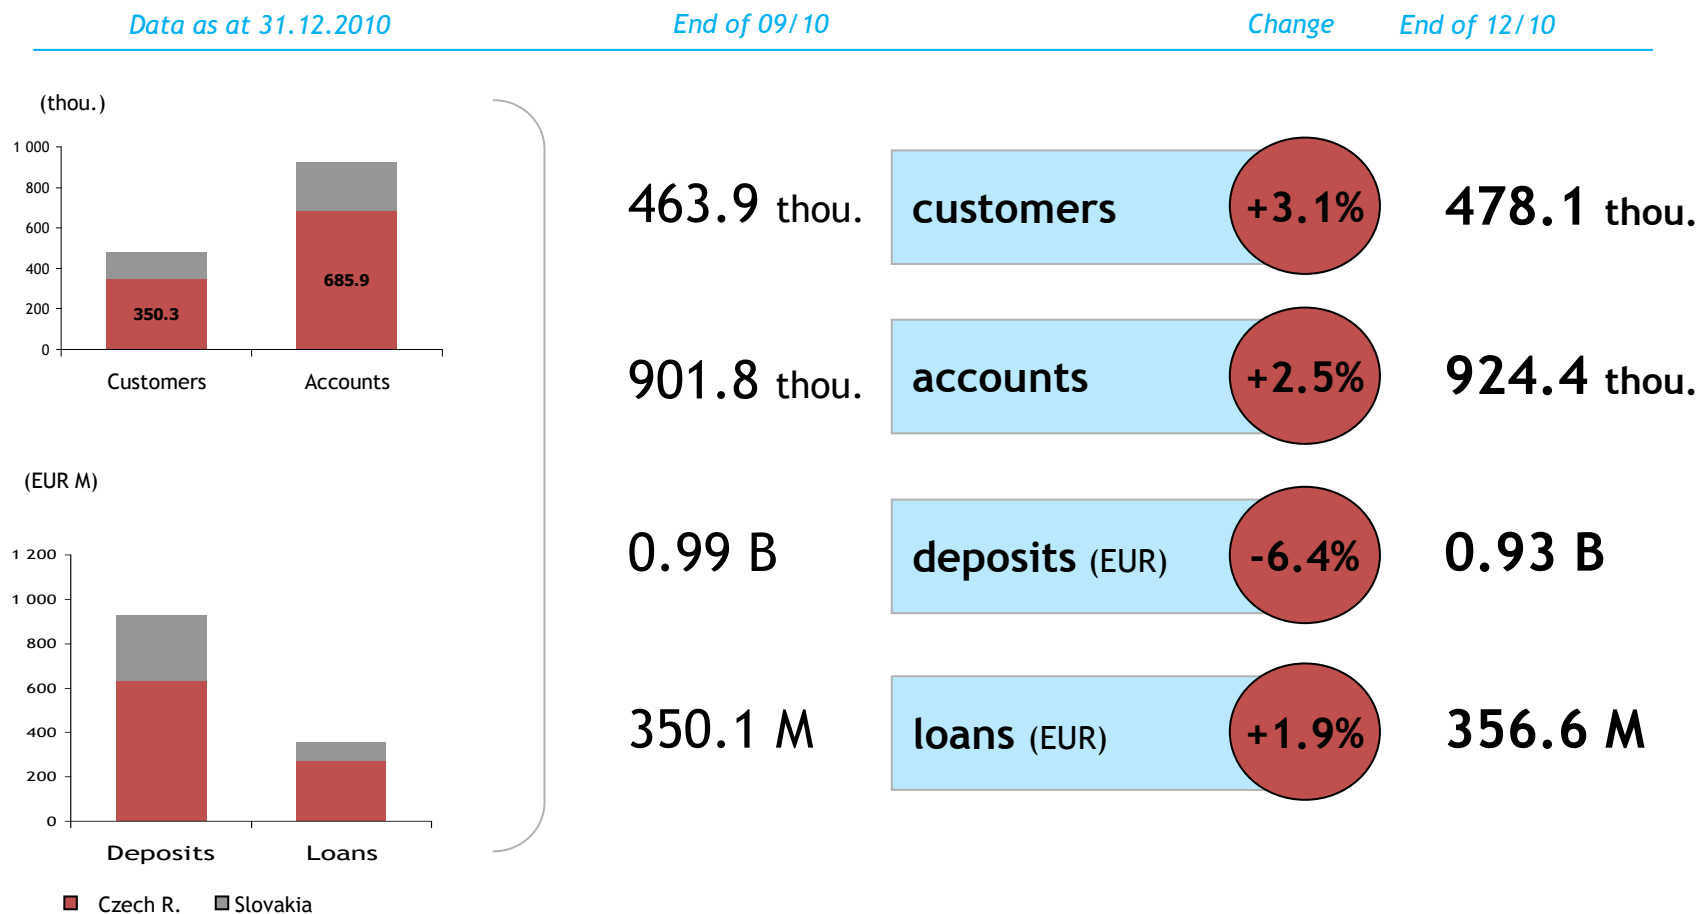 Data as at 31.12.2010 End of 09/10 Change End of 12/10
(thou.)
1 000
800
600
400
200
0
685.9
350.3
Customers Accounts
(EUR M)
1 200
1 000
800
600
400
200
0
Deposits Loans
Czech R. Slovakia
463.9 thou. customers +3.1% 478.1 thou.
901.8 thou. accounts +2.5% 924.4 thou.
0.99 B deposits (EUR) -6.4% 0.93 B
350.1 M loans (EUR) +1.9% 356.6 M